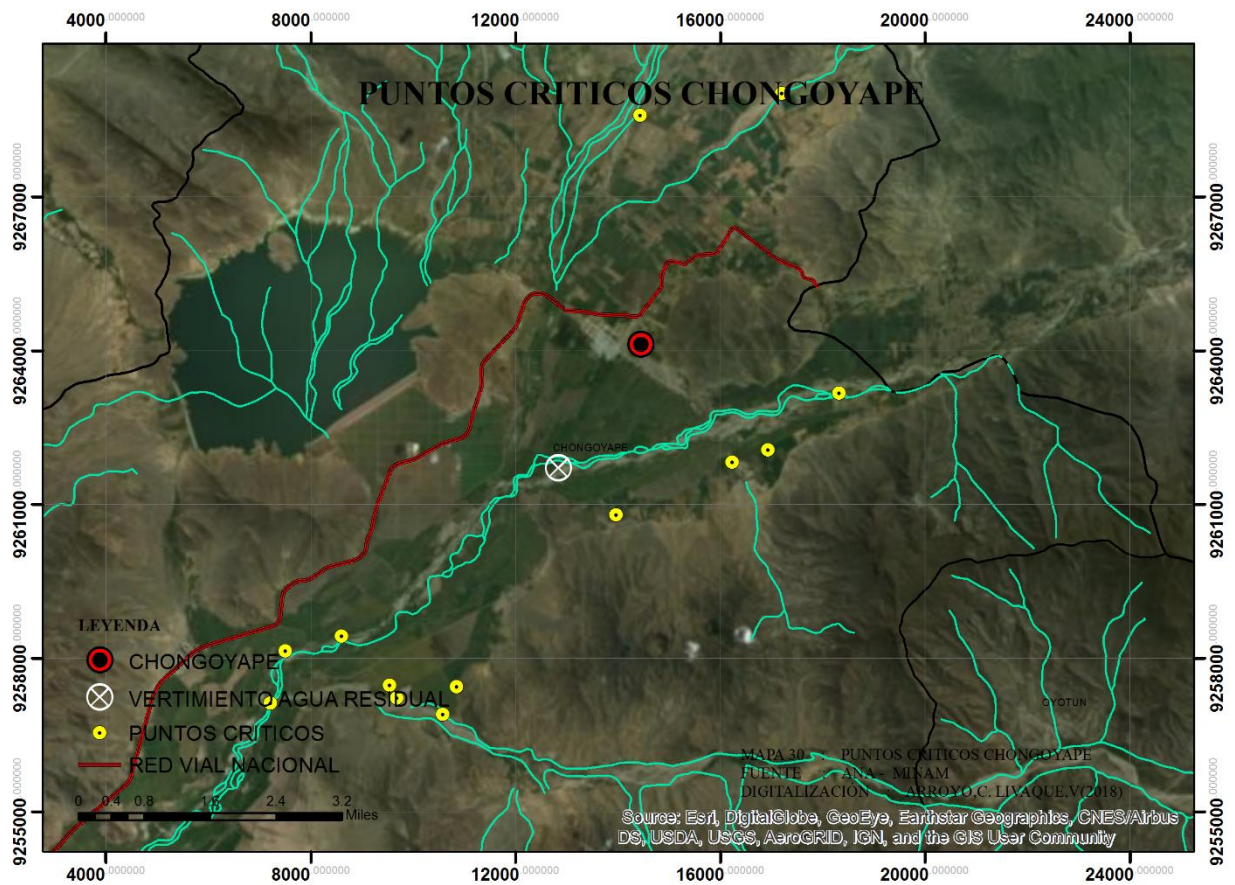 4000.000000 8000.000000 12000.000000 16000.000000 20000.000000 24000.000000
PUNTOS CRITICOS CHONGOYAPE
9267000.000000 9267000.000000
9264000.000000 9264000.000000
CHONGOYAPE
9261000.000000 9261000.000000
LEYENDA
CHONGOYAPE
9258000.000000 9258000.000000
VERTIMIENTO AGUA RESIDUAL
OYOTUN
PUNTOS CRITICOS
RED VIAL NACIONAL
MAPA 30 : PUNTOS CRITICOS CHONGOYAPE
FUENTE : ANA - MINAM
DIGITALIZACIÓN : ARROYO,C. LIVAQUE,V(2018)
0 0.4 0.8 1.6 2.4 3.2
Miles
9255000.000000 9255000.000000
Source: Esri, DigitalGlobe, GeoEye, Earthstar Geographics, CNES/Airbus
DS, USDA, USGS, AeroGRID, IGN, and the GIS User Community
4000.000000 8000.000000 12000.000000 16000.000000 20000.000000 24000.000000